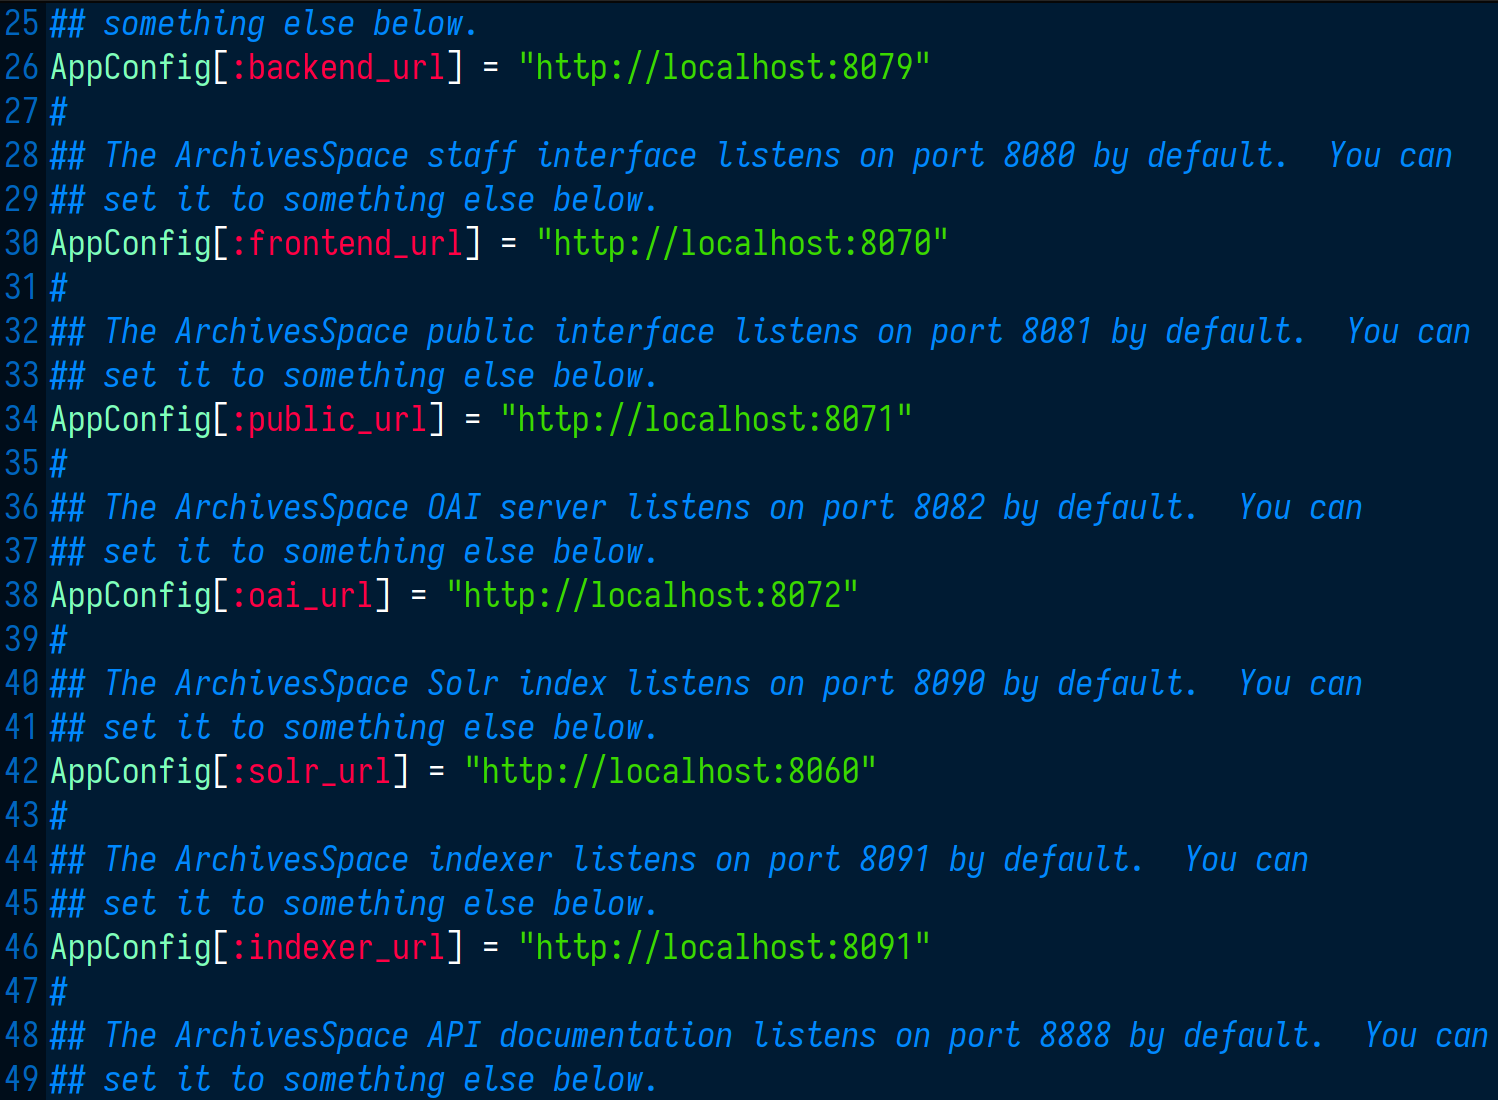 25 ## something else below.
26 AppConfig[:backend_url] = "http://localhost:8079"
27 #
28 ## The ArchivesSpace staff interface listens on port 8080 by default.  You can
29 ## set it to something else below.
30 AppConfig[:frontend_url] = "http://localhost:8070"
31 #
32 ## The ArchivesSpace public interface listens on port 8081 by default.  You can
33 ## set it to something else below.
34 AppConfig[:public_url] = "http://localhost:8071"
35 #
36 ## The ArchivesSpace OAI server listens on port 8082 by default.  You can
37 ## set it to something else below.
38 AppConfig[:oai_url] = "http://localhost:8072"
39 #
40 ## The ArchivesSpace Solr index listens on port 8090 by default.  You can
41 ## set it to something else below.
42 AppConfig[:solr_url] = "http://localhost:8060"
43 #
44 ## The ArchivesSpace indexer listens on port 8091 by default.  You can
45 ## set it to something else below.
46 AppConfig[:indexer_url] = "http://localhost:8091"
47 #
48 ## The ArchivesSpace API documentation listens on port 8888 by default.  You can
49 ## set it to something else below.